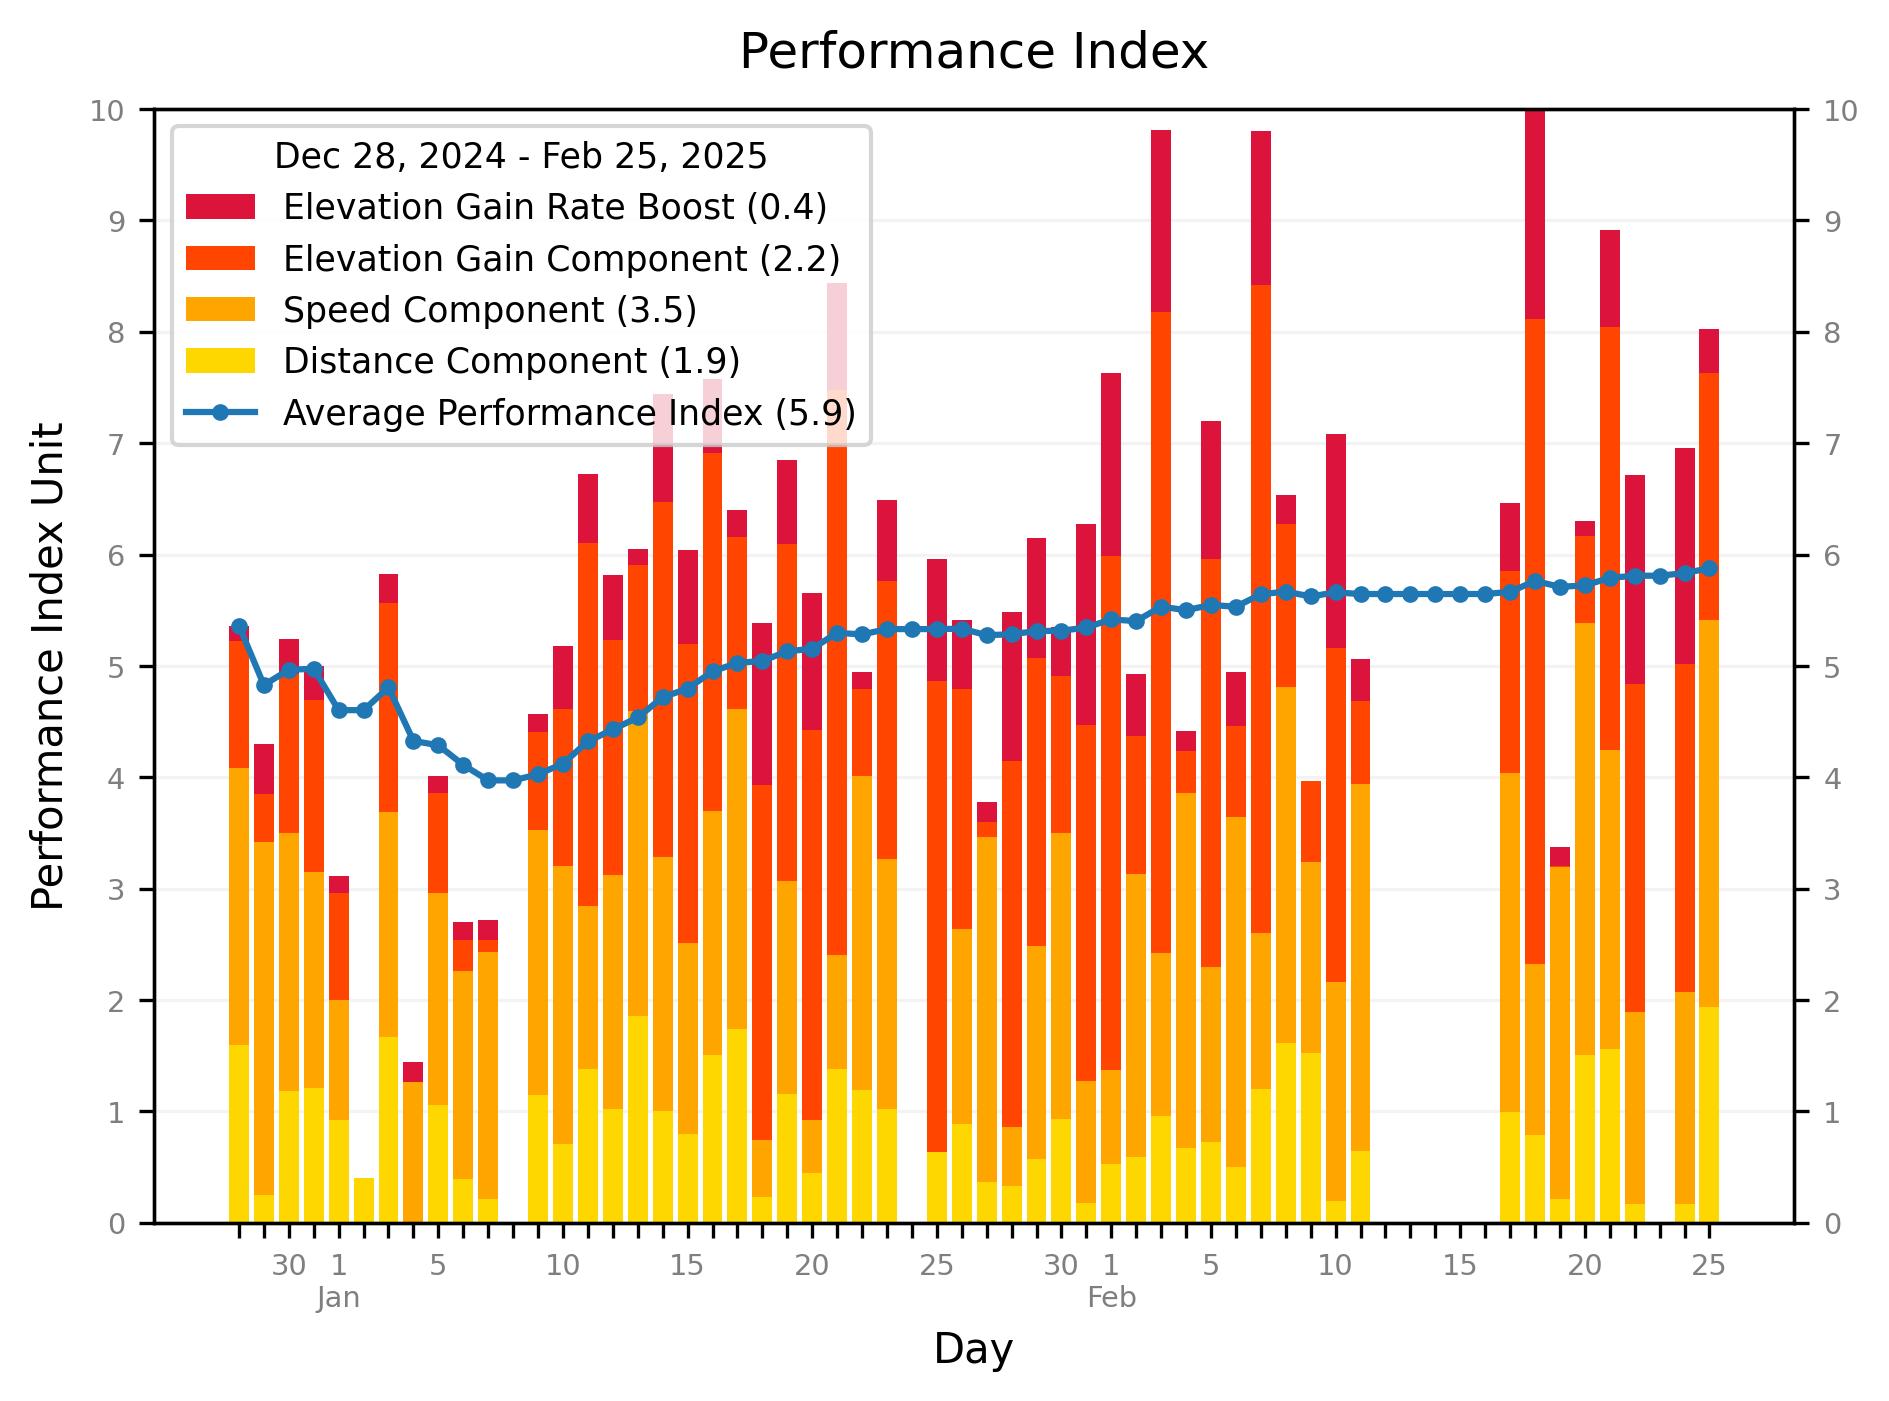 Performance Index
Dec 28, 2024 - Feb 25, 2025
Elevation Gain Rate Boost (0.4)
Elevation Gain Component (2.2)
Speed Component (3.5)
Distance Component (1.9)
Average Performance Index (5.9)
Performance Index Unit
10
9
8
7
6
5
4
3
2
1
0
10
9
8
7
6
5
4
3
2
1
0
30 1 5 10 15 20 25 30 1 5 10 15 20 25
Jan Feb
Day